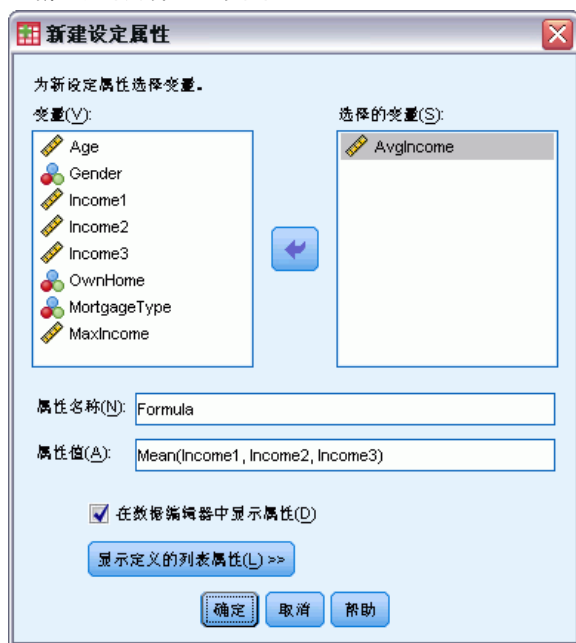 新建设定属性
为新设定属性选择变量。
变量(V):
选择的变量(S):
Age
Gender
Income1
Income2
Income3
OwnHome
MortgageType
MaxIncome
AvgIncome
属性名称(N): Formula
属性值(A): Mean(Income1, Income2, Income3)
在数据编辑器中显示属性(D)
显示定义的列表属性(L) >>
确定 取消 帮助